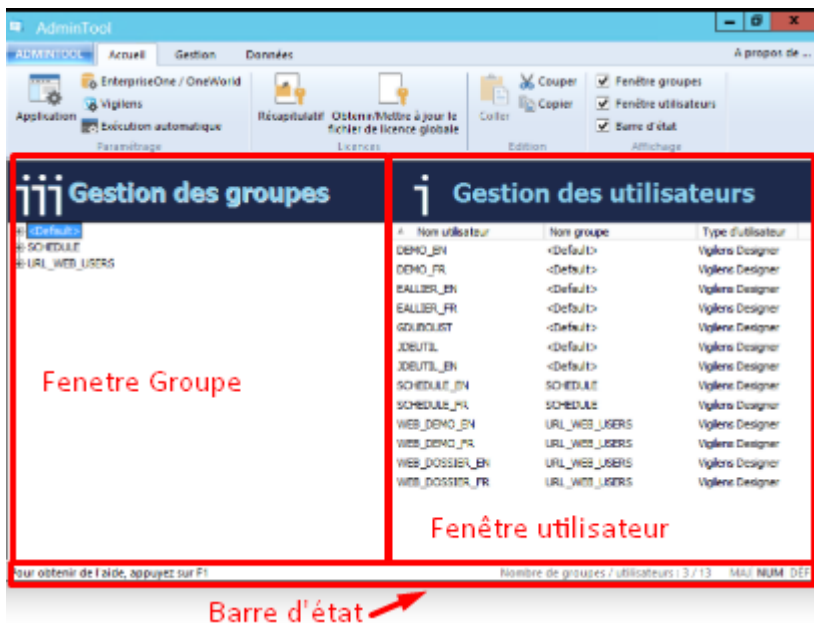 AdminTool
ADMINTOOL Accueil Gestion Données A propos de ...
Application
EnterpriseOne / OneWorld
Vigilens
Exécution automatique
Paramétrage
Récapitulatif
Obtenir/Mettre à jour le
fichier de licence globale
Licences
Coller
Couper
Copier
Edition
Fenêtre groupes
Fenêtre utilisateurs
Barre d'état
Affichage
Gestion des groupes
<Default>
SCHEDULE
URL_WEB_USERS
Fenetre Groupe
Gestion des utilisateurs
Nom utilisateur Nom groupe Type d'utilisateur
DEMO_EN <Default> Vigilens Designer
DEMO_FR <Default> Vigilens Designer
EALLIER_EN <Default> Vigilens Designer
EALLIER_FR <Default> Vigilens Designer
GDUBOUST <Default> Vigilens Designer
JDEUTIL <Default> Vigilens Designer
JDEUTIL_EN <Default> Vigilens Designer
SCHEDULE_EN SCHEDULE Vigilens Designer
SCHEDULE_FR SCHEDULE Vigilens Designer
WEB_DEMO_EN URL_WEB_USERS Vigilens Designer
WEB_DEMO_FR URL_WEB_USERS Vigilens Designer
WEB_DOSSIER_EN URL_WEB_USERS Vigilens Designer
WEB_DOSSIER_FR URL_WEB_USERS Vigilens Designer
Fenêtre utilisateur
Pour obtenir de l'aide, appuyez sur F1 Nombre de groupes / utilisateurs : 3 / 13 MAJ NUM DÉF
Barre d'état